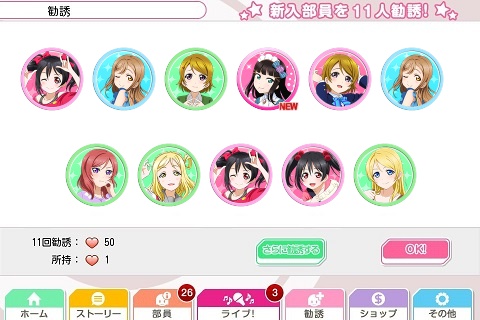 勧誘
新入部員を11人勧誘!
NEW
11回勧誘: 50
所持: 1
さらに勧誘する
OK!
26
3
ホーム
ストーリー
部員
ライブ!
勧誘
ショップ
その他